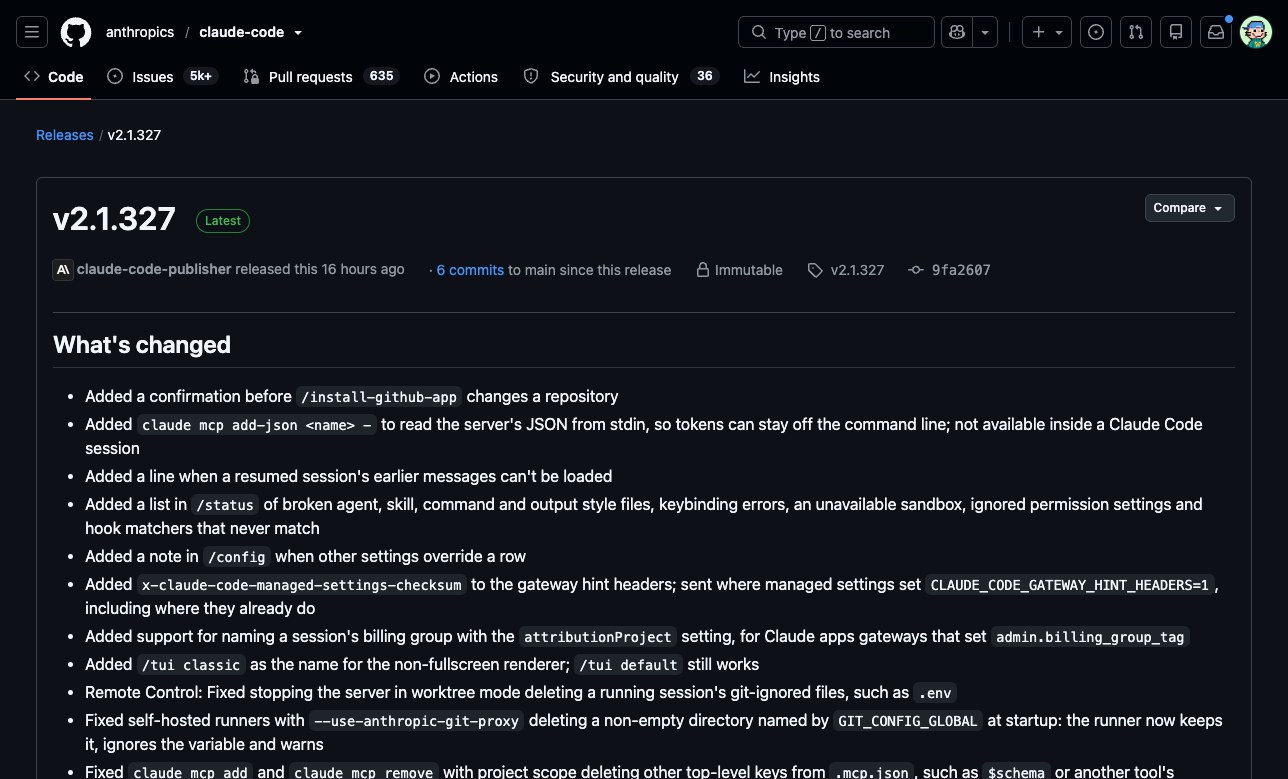 anthropics / claude-code
Type / to search
Code Issues 5k+ Pull requests 635 Actions Security and quality 36 Insights
Releases / v2.1.327
v2.1.327 Latest
Compare
claude-code-publisher released this 16 hours ago · 6 commits to main since this release Immutable v2.1.327 9fa2607
What's changed
• Added a confirmation before /install-github-app changes a repository
• Added claude mcp add-json <name> - to read the server's JSON from stdin, so tokens can stay off the command line; not available inside a Claude Code
session
• Added a line when a resumed session's earlier messages can't be loaded
• Added a list in /status of broken agent, skill, command and output style files, keybinding errors, an unavailable sandbox, ignored permission settings and
hook matchers that never match
• Added a note in /config when other settings override a row
• Added x-claude-code-managed-settings-checksum to the gateway hint headers; sent where managed settings set CLAUDE_CODE_GATEWAY_HINT_HEADERS=1,
including where they already do
• Added support for naming a session's billing group with the attributionProject setting, for Claude apps gateways that set admin.billing_group_tag
• Added /tui classic as the name for the non-fullscreen renderer; /tui default still works
• Remote Control: Fixed stopping the server in worktree mode deleting a running session's git-ignored files, such as .env
• Fixed self-hosted runners with --use-anthropic-git-proxy deleting a non-empty directory named by GIT_CONFIG_GLOBAL at startup: the runner now keeps
it, ignores the variable and warns
• Fixed claude mcp add and claude mcp remove with project scope deleting other top-level keys from .mcp.json, such as $schema or another tool's